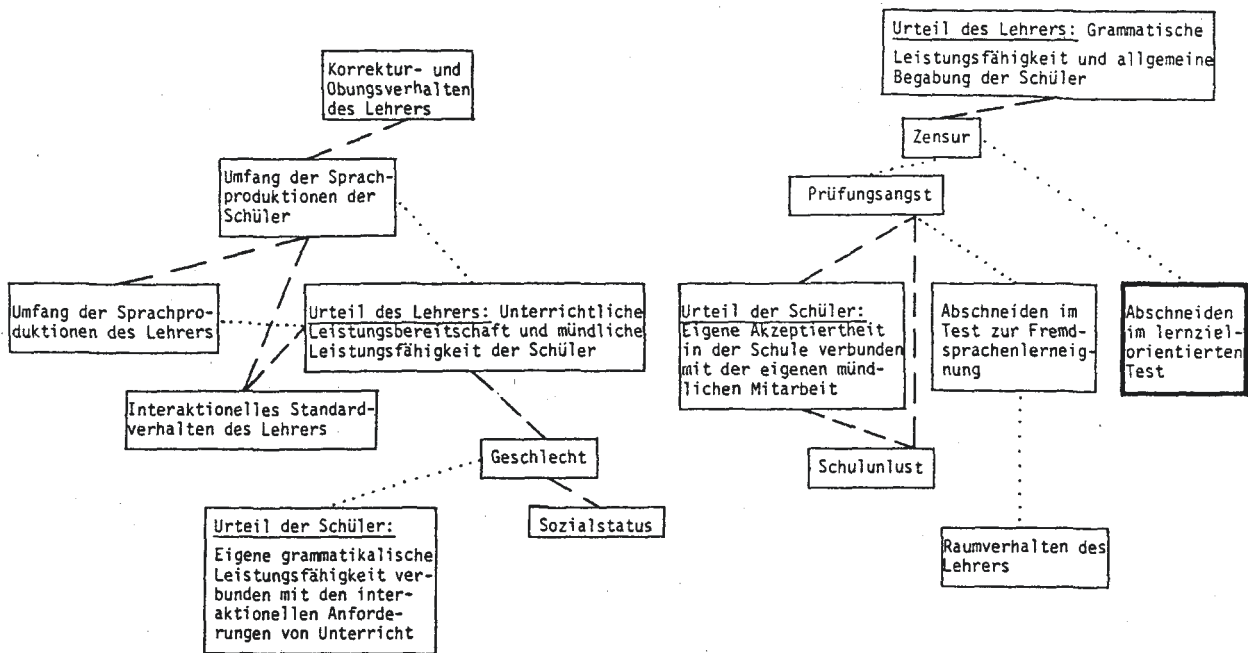 Korrektur- und
Obungsverhalten
des Lehrers
Umfang der Sprach-
produktionen der
Schüler
Umfang der Sprachpro-
duktionen des Lehrers
Urteil des Lehrers: Unterrichtliche
Leistungsbereitschaft und mündliche
Leistungsfähigkeit der Schüler
Interaktionelles Standard-
verhalten des Lehrers
Geschlecht
Sozialstatus
Urteil der Schüler:
Eigene grammatikalische
Leistungsfähigkeit ver-
bunden mit den inter-
aktionellen Anforde-
rungen von Unterricht
Urteil des Lehrers: Grammatische
Leistungsfähigkeit und allgemeine
Begabung der Schüler
Zensur
Prüfungsangst
Urteil der Schüler:
Eigene Akzeptiertheit
in der Schule verbunden
mit der eigenen münd-
lichen Mitarbeit
Abschneiden im
Test zur Fremd-
sprachenlerneig-
nung
Abschneiden
im lernziel-
orientierten
Test
Schulunlust
Raumverhalten des
Lehrers